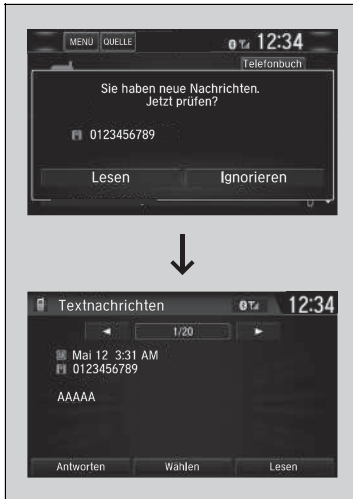 MENÜ QUELLE 12:34
Telefonbuch
Sie haben neue Nachrichten.
Jetzt prüfen?
0123456789
Lesen Ignorieren
Textnachrichten 12:34
1/20
Mai 12 3:31 AM
0123456789
AAAAA
Antworten Wählen Lesen